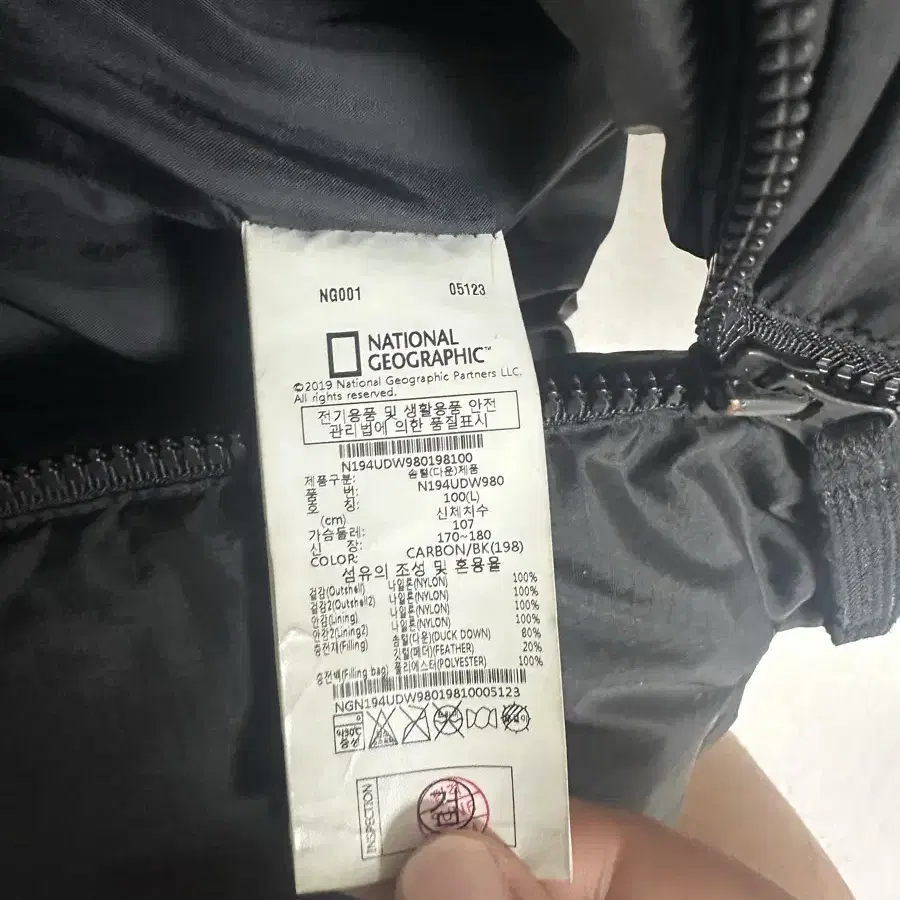 NG001 05123
NATIONAL
GEOGRAPHIC™
©2019 National Geographic Partners LLC.
All rights reserved.
전기용품 및 생활용품 안전
관리법에 의한 품질표시
N194UDW980198100
제품구분: 솜털(다운)제품
품 번: N194UDW980
호 칭: 100(L)
(cm) 신체치수
가슴둘레: 107
신 장: 170~180
COLOR: CARBON/BK(198)
섬유의 조성 및 혼용율
겉감(Outshell) 나일론(NYLON) 100%
겉감2(Outshell2) 나일론(NYLON) 100%
안감(Lining) 나일론(NYLON) 100%
안감2(Lining2) 나일론(NYLON) 100%
충전재(Filling) 솜털(다운)(DUCK DOWN) 80%
깃털(페더)(FEATHER) 20%
충전백(Filling bag) 폴리에스터(POLYESTER) 100%
NGN194UDW98019810005123
약30℃
중성
INSPECTION
검